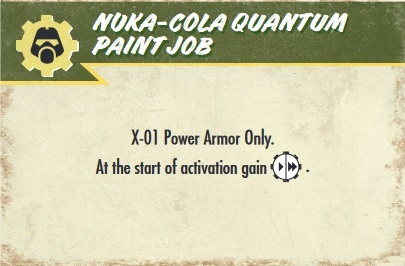 NUKA-COLA QUANTUM
PAINT JOB
X-01 Power Armor Only.
At the start of activation gain .